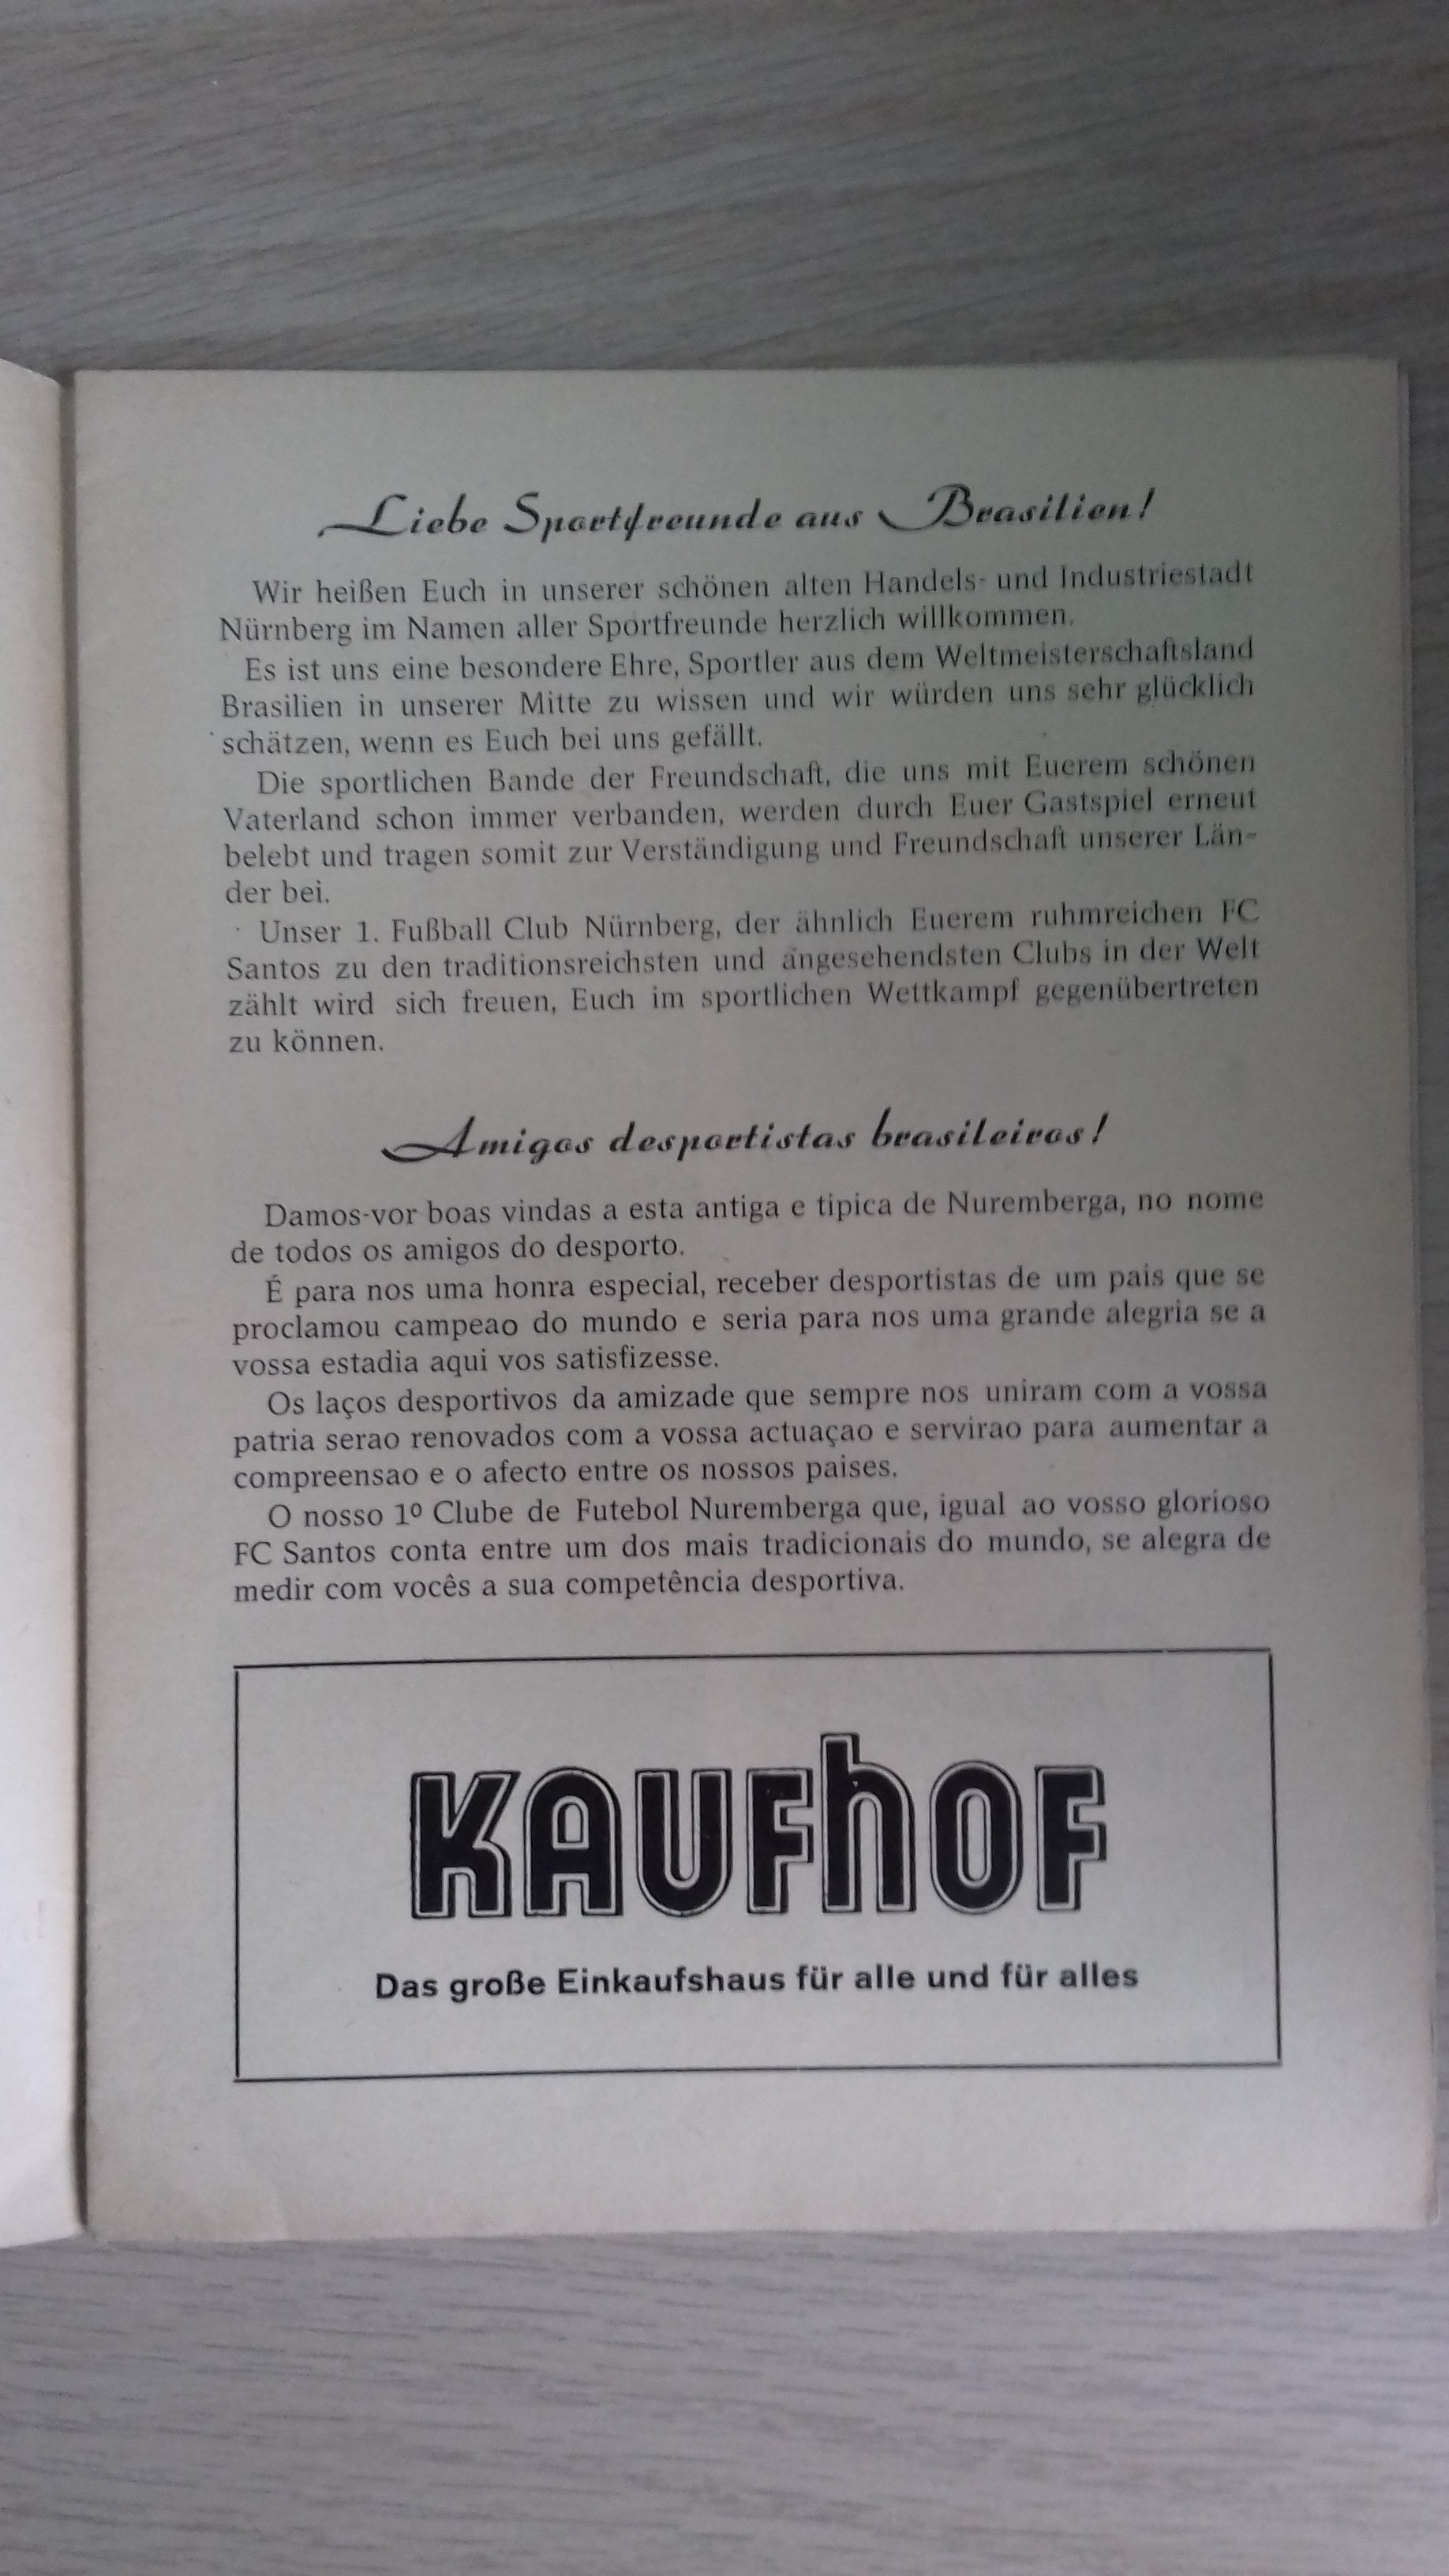 Liebe Sportfreunde aus Brasilien!
Wir heißen Euch in unserer schönen alten Handels- und Industriestadt
Nürnberg im Namen aller Sportfreunde herzlich willkommen.
Es ist uns eine besondere Ehre, Sportler aus dem Weltmeisterschaftsland
Brasilien in unserer Mitte zu wissen und wir würden uns sehr glücklich
schätzen, wenn es Euch bei uns gefällt.
Die sportlichen Bande der Freundschaft, die uns mit Euerem schönen
Vaterland schon immer verbanden, werden durch Euer Gastspiel erneut
belebt und tragen somit zur Verständigung und Freundschaft unserer Län-
der bei.
Unser 1. Fußball Club Nürnberg, der ähnlich Euerem ruhmreichen FC
Santos zu den traditionsreichsten und angesehendsten Clubs in der Welt
zählt wird sich freuen, Euch im sportlichen Wettkampf gegenübertreten
zu können.
Amigos desportistas brasileiros!
Damos-vor boas vindas a esta antiga e tipica de Nuremberga, no nome
de todos os amigos do desporto.
É para nos uma honra especial, receber desportistas de um pais que se
proclamou campeao do mundo e seria para nos uma grande alegria se a
vossa estadia aqui vos satisfizesse.
Os laços desportivos da amizade que sempre nos uniram com a vossa
patria serao renovados com a vossa actuaçao e servirao para aumentar a
compreensao e o afecto entre os nossos paises.
O nosso 1º Clube de Futebol Nuremberga que, igual ao vosso glorioso
FC Santos conta entre um dos mais tradicionais do mundo, se alegra de
medir com vocês a sua competência desportiva.
KAUFhOF
Das große Einkaufshaus für alle und für alles